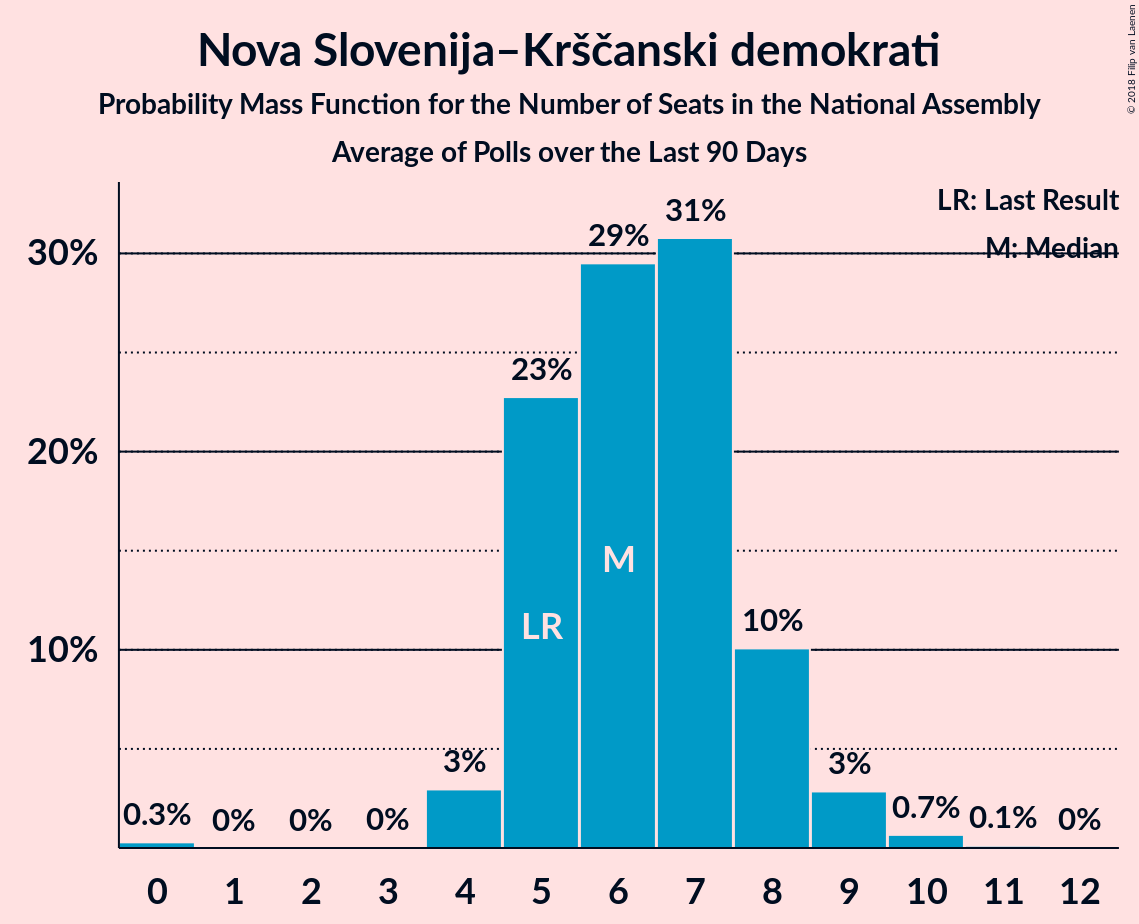 Nova Slovenija–Krščanski demokrati
Probability Mass Function for the Number of Seats in the National Assembly
Average of Polls over the Last 90 Days
© 2018 Filip van Laenen
LR: Last Result
M: Median
30%
20%
10%
0.3%
0%
0%
0%
3%
23%
29%
31%
10%
3%
0.7%
0.1%
0%
LR
M
0 1 2 3 4 5 6 7 8 9 10 11 12